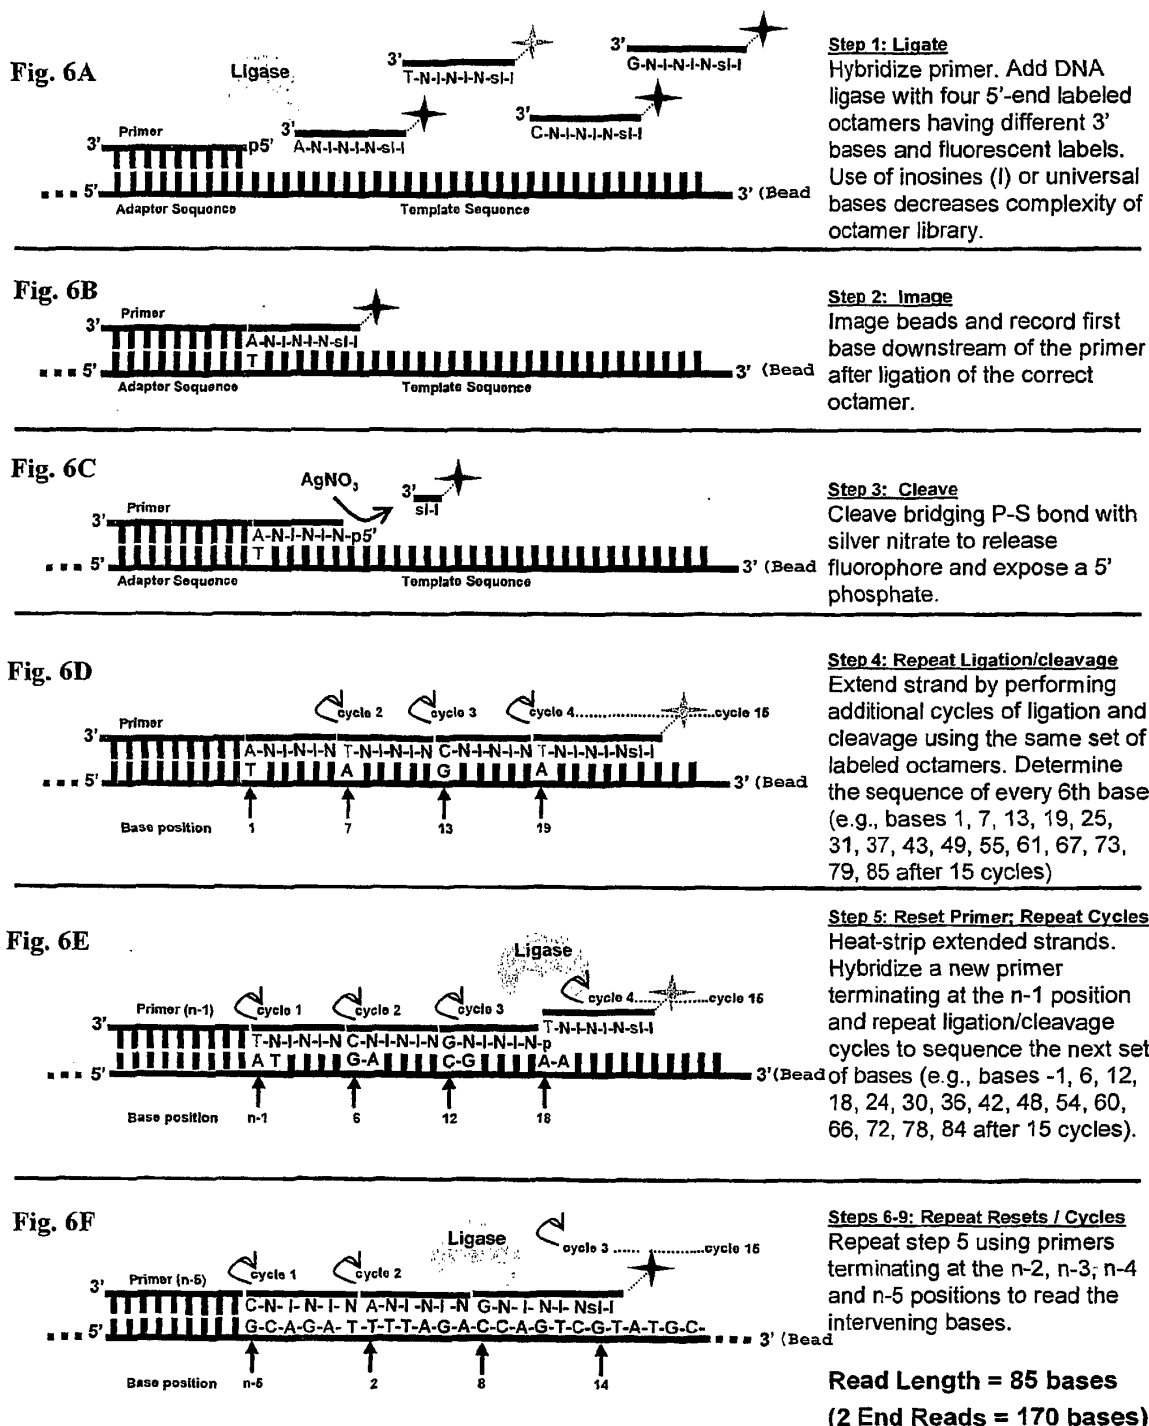 Fig. 6A
Ligase
3'
T-N-I-N-I-N-sI-I
3'
G-N-I-N-I-N-sI-I
3'
A-N-I-N-I-N-sI-I
3'
C-N-I-N-I-N-sI-I
Primer
3'
p5'
5'
3' (Bead
Adaptor Sequence
Template Sequence
Step 1: Ligate
Hybridize primer. Add DNA
ligase with four 5'-end labeled
octamers having different 3'
bases and fluorescent labels.
Use of inosines (I) or universal
bases decreases complexity of
octamer library.
Fig. 6B
Primer
3'
A-N-I-N-I-N-sI-I
T
5'
3' (Bead
Adaptor Sequence
Template Sequence
Step 2: Image
Image beads and record first
base downstream of the primer
after ligation of the correct
octamer.
Fig. 6C
AgNO3
3'
sI-I
Primer
3'
A-N-I-N-I-N-p5'
T
5'
3' (Bead
Adaptor Sequence
Template Sequence
Step 3: Cleave
Cleave bridging P-S bond with
silver nitrate to release
fluorophore and expose a 5'
phosphate.
Fig. 6D
cycle 2 cycle 3 cycle 4 cycle 15
Primer
3'
A-N-I-N-I-N T-N-I-N-I-N C-N-I-N-I-N T-N-I-N-I-NsI-I
T A G A
5'
3' (Bead
Base position 1 7 13 19
Step 4: Repeat Ligation/cleavage
Extend strand by performing
additional cycles of ligation and
cleavage using the same set of
labeled octamers. Determine
the sequence of every 6th base
(e.g., bases 1, 7, 13, 19, 25,
31, 37, 43, 49, 55, 61, 67, 73,
79, 85 after 15 cycles)
Fig. 6E
Ligase
cycle 1 cycle 2 cycle 3 cycle 4 cycle 15
Primer (n-1)
3'
T-N-I-N-I-N C-N-I-N-I-N G-N-I-N-I-N-p
T-N-I-N-I-N-sI-I
A T G-A C-G A-A
5'
3'(Bead
Base position n-1 6 12 18
Step 5: Reset Primer; Repeat Cycles
Heat-strip extended strands.
Hybridize a new primer
terminating at the n-1 position
and repeat ligation/cleavage
cycles to sequence the next set
of bases (e.g., bases -1, 6, 12,
18, 24, 30, 36, 42, 48, 54, 60,
66, 72, 78, 84 after 15 cycles).
Fig. 6F
Ligase
cycle 1 cycle 2 cycle 3 cycle 15
Primer (n-5)
3'
C-N-I-N-I-N A-N-I-N-I-N G-N-I-N-I-NsI-I
G-C-A-G-A-T-T-T-T-A-G-A-C-C-A-G-T-C-G-T-A-T-G-C-
5'
3' (Bead
Base position n-5 2 8 14
Steps 6-9: Repeat Resets / Cycles
Repeat step 5 using primers
terminating at the n-2, n-3, n-4
and n-5 positions to read the
intervening bases.
Read Length = 85 bases
(2 End Reads = 170 bases)